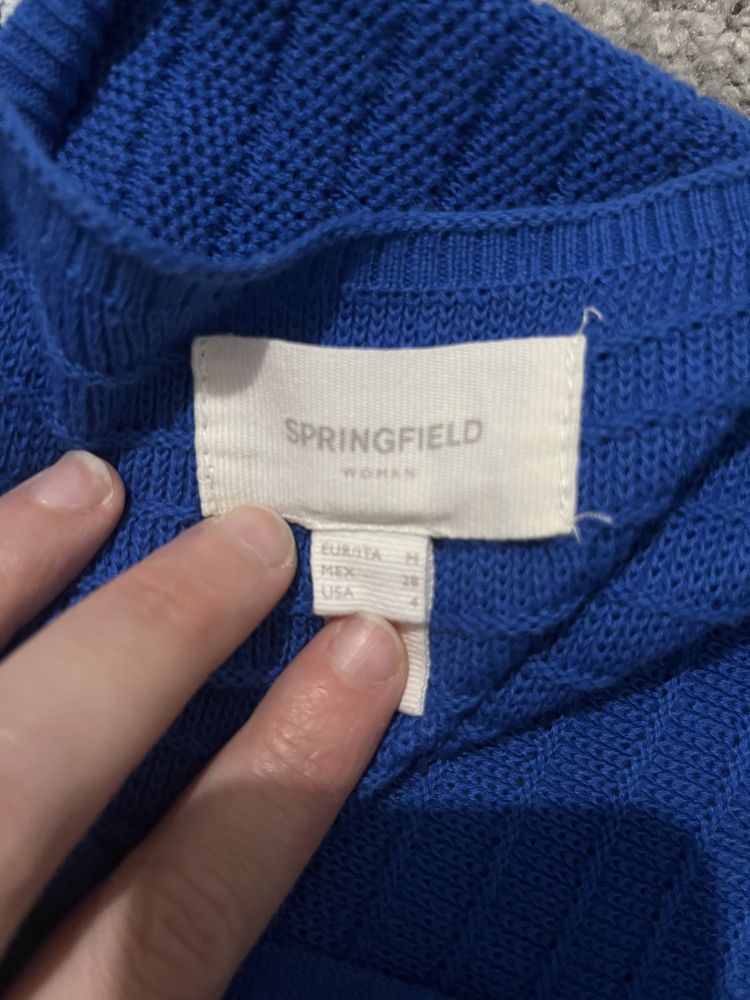 SPRINGFIELD
WOMAN
EUR/ITA M
MEX 28
USA 4